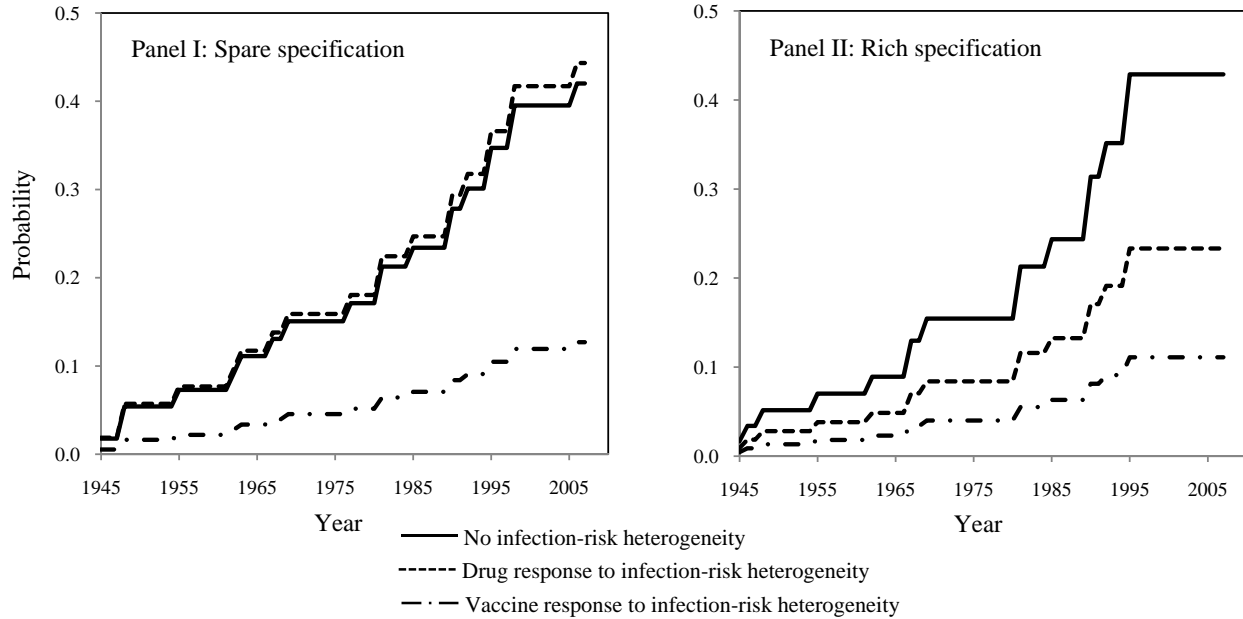 Panel I: Spare specification
0.5
0.4
0.3
0.2
0.1
0.0
Probability
1945 1955 1965 1975 1985 1995 2005
Year
Panel II: Rich specification
0.5
0.4
0.3
0.2
0.1
0.0
1945 1955 1965 1975 1985 1995 2005
Year
No infection-risk heterogeneity
Drug response to infection-risk heterogeneity
Vaccine response to infection-risk heterogeneity